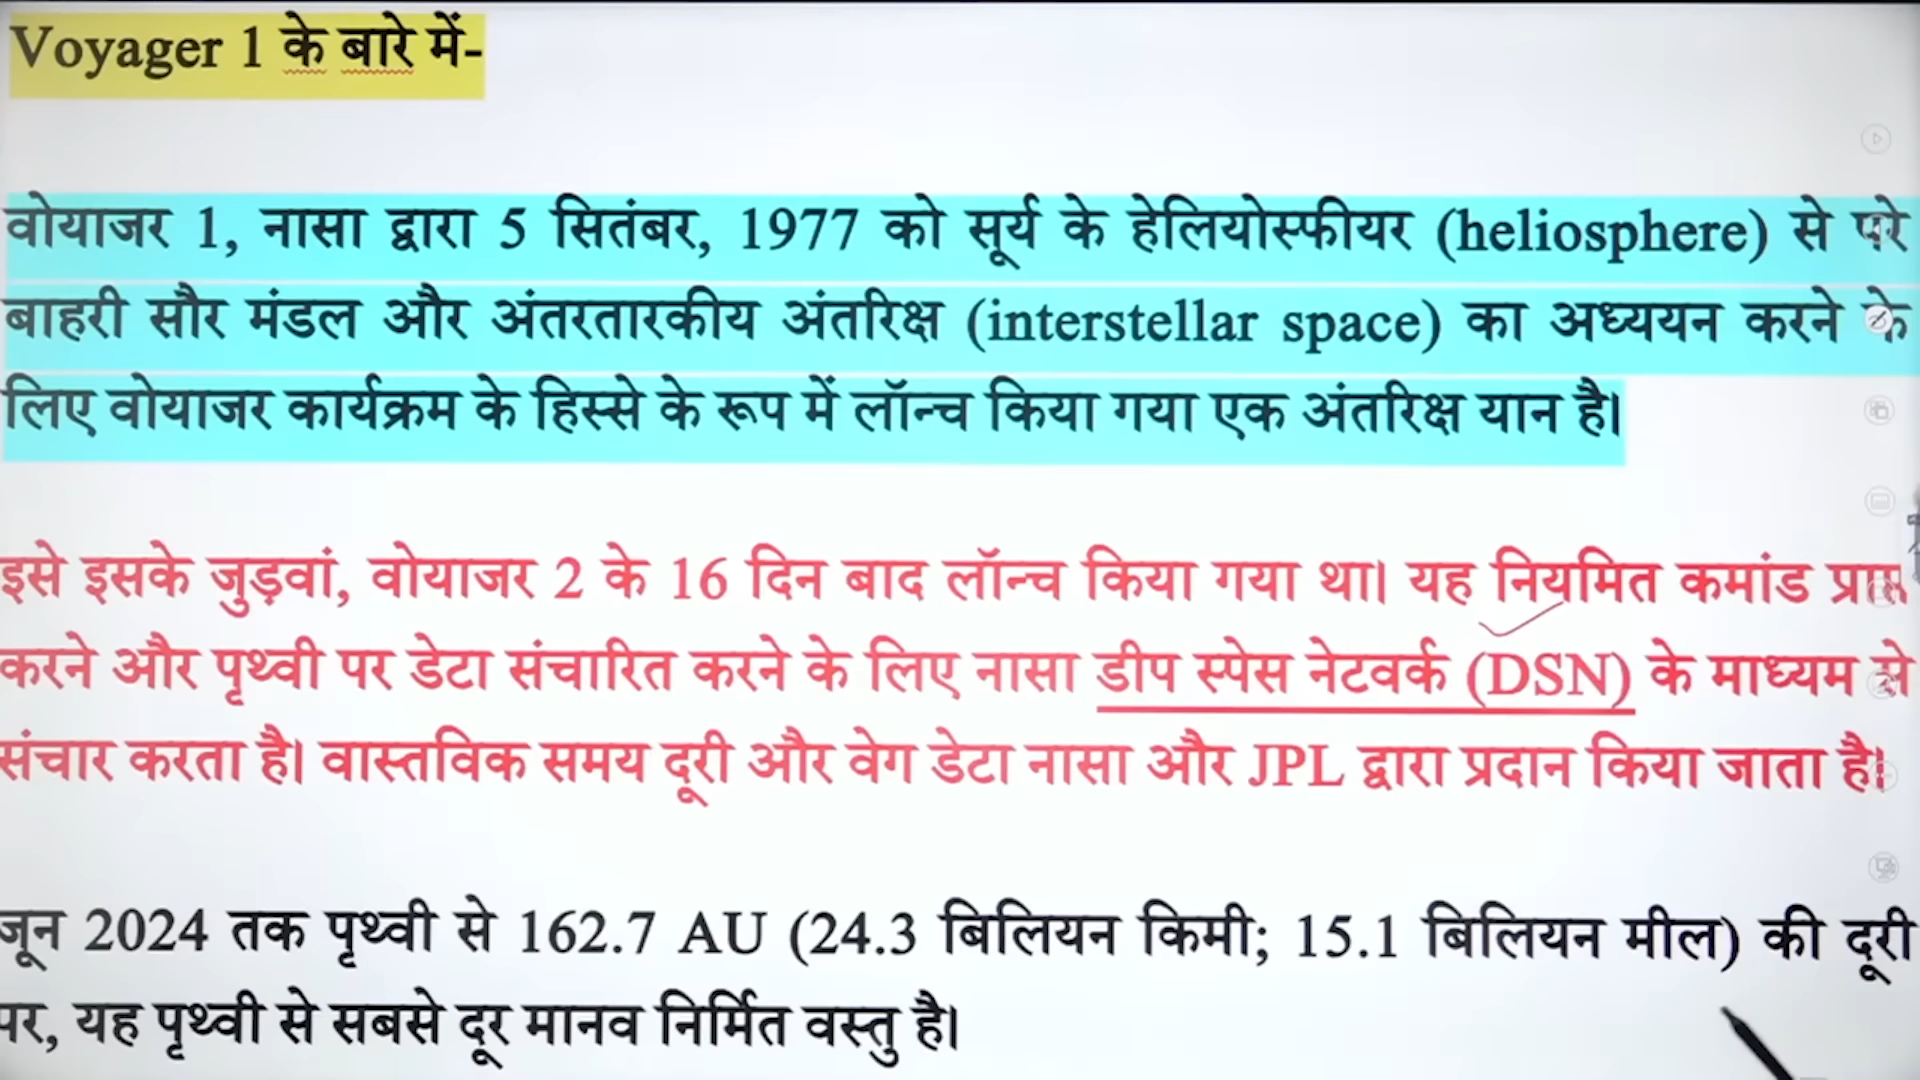 Voyager 1 के बारे में-
वोयाजर 1, नासा द्वारा 5 सितंबर, 1977 को सूर्य के हेलियोस्फीयर (heliosphere) से परे
बाहरी सौर मंडल और अंतरतारकीय अंतरिक्ष (interstellar space) का अध्ययन करने के
लिए वोयाजर कार्यक्रम के हिस्से के रूप में लॉन्च किया गया एक अंतरिक्ष यान है।
इसे इसके जुड़वां, वोयाजर 2 के 16 दिन बाद लॉन्च किया गया था। यह नियमित कमांड प्राप्त
करने और पृथ्वी पर डेटा संचारित करने के लिए नासा डीप स्पेस नेटवर्क (DSN) के माध्यम से
संचार करता है। वास्तविक समय दूरी और वेग डेटा नासा और JPL द्वारा प्रदान किया जाता है।
जून 2024 तक पृथ्वी से 162.7 AU (24.3 बिलियन किमी; 15.1 बिलियन मील) की दूरी
पर, यह पृथ्वी से सबसे दूर मानव निर्मित वस्तु है।